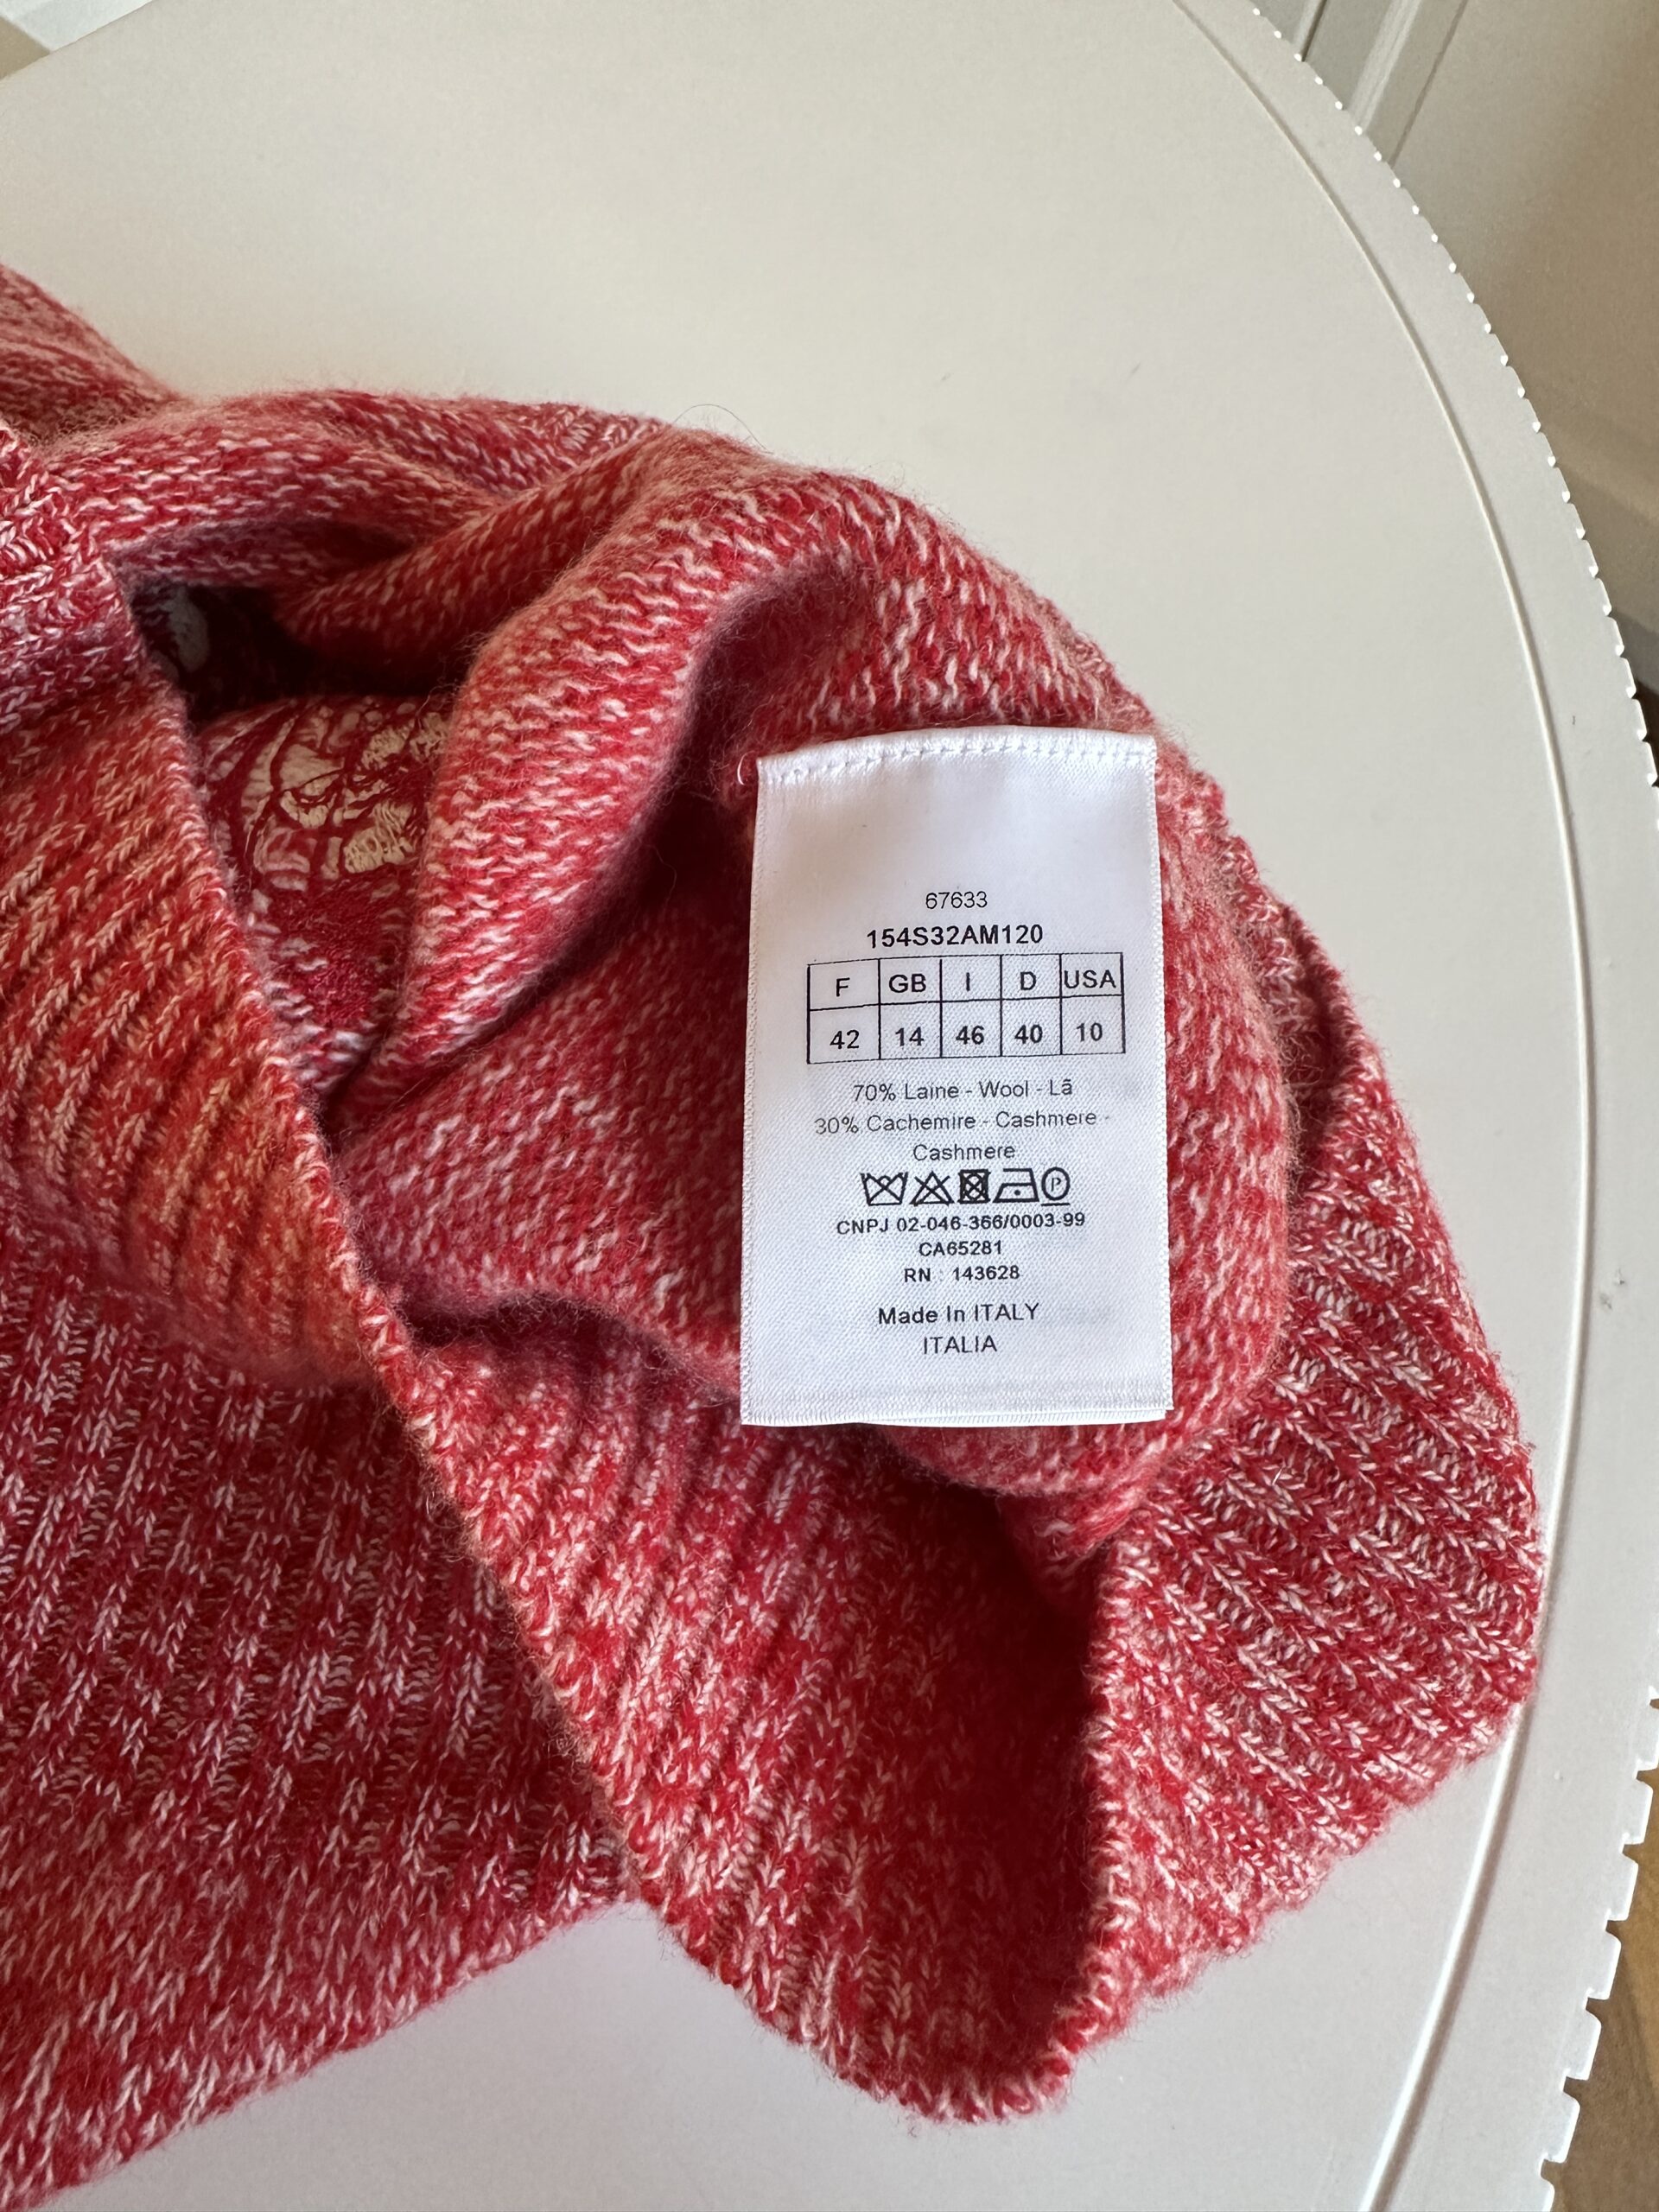 67633
154S32AM120
F GB I D USA
42 14 46 40 10
70% Laine - Wool - Lã
30% Cachemire - Cashmere -
Cashmere
P
CNPJ 02-046-366/0003-99
CA65281
RN : 143628
Made In ITALY
ITALIA